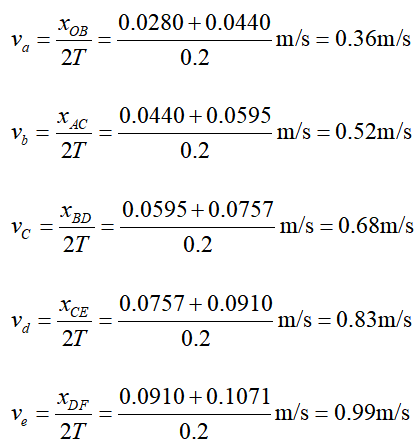 v_a = x_OB / 2T = (0.0280 + 0.0440) / 0.2 m/s = 0.36m/s
v_b = x_AC / 2T = (0.0440 + 0.0595) / 0.2 m/s = 0.52m/s
v_C = x_BD / 2T = (0.0595 + 0.0757) / 0.2 m/s = 0.68m/s
v_d = x_CE / 2T = (0.0757 + 0.0910) / 0.2 m/s = 0.83m/s
v_e = x_DF / 2T = (0.0910 + 0.1071) / 0.2 m/s = 0.99m/s